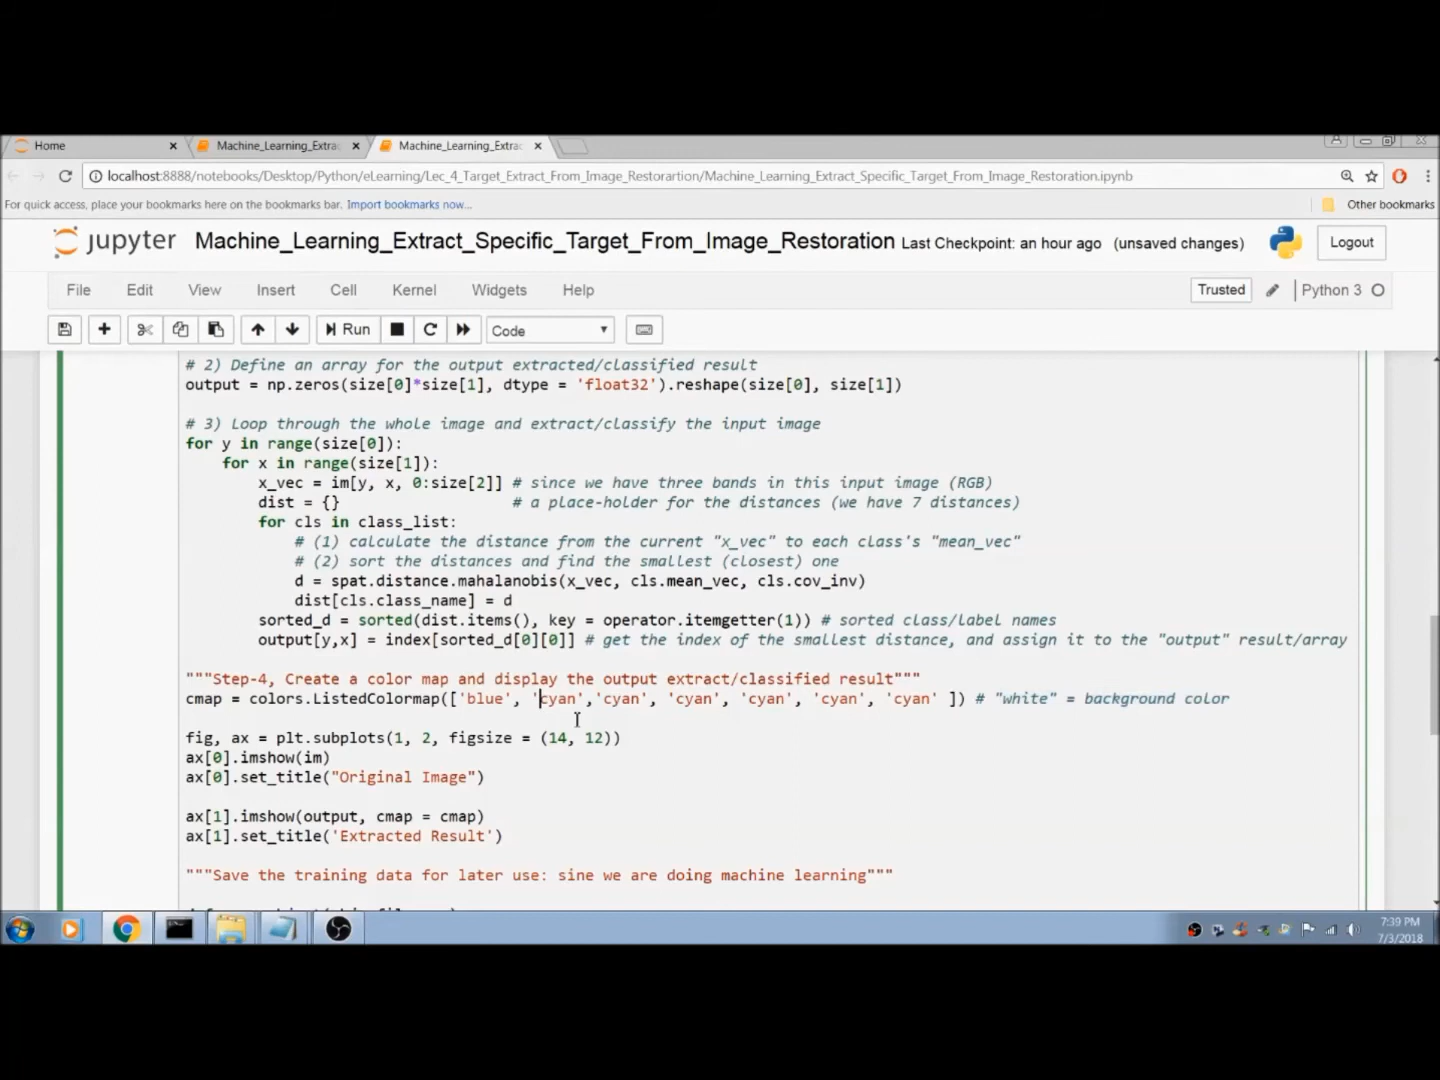 Home
Machine_Learning_Extra
Machine_Learning_Extrac
localhost:8888/notebooks/Desktop/Python/eLearning/Lec_4_Target_Extract_From_Image_Restorartion/Machine_Learning_Extract_Specific_Target_From_Image_Restoration.ipynb
For quick access, place your bookmarks here on the bookmarks bar. Import bookmarks now... Other bookmarks
jupyter Machine_Learning_Extract_Specific_Target_From_Image_Restoration Last Checkpoint: an hour ago (unsaved changes) Logout
File Edit View Insert Cell Kernel Widgets Help Trusted Python 3
Run Code
# 2) Define an array for the output extracted/classified result
output = np.zeros(size[0]*size[1], dtype = 'float32').reshape(size[0], size[1])
# 3) Loop through the whole image and extract/classify the input image
for y in range(size[0]):
for x in range(size[1]):
x_vec = im[y, x, 0:size[2]] # since we have three bands in this input image (RGB)
dist = {} # a place-holder for the distances (we have 7 distances)
for cls in class_list:
# (1) calculate the distance from the current "x_vec" to each class's "mean_vec"
# (2) sort the distances and find the smallest (closest) one
d = spat.distance.mahalanobis(x_vec, cls.mean_vec, cls.cov_inv)
dist[cls.class_name] = d
sorted_d = sorted(dist.items(), key = operator.itemgetter(1)) # sorted class/label names
output[y,x] = index[sorted_d[0][0]] # get the index of the smallest distance, and assign it to the "output" result/array
"""Step-4, Create a color map and display the output extract/classified result"""
cmap = colors.ListedColormap(['blue', 'cyan','cyan', 'cyan', 'cyan', 'cyan', 'cyan' ]) # "white" = background color
fig, ax = plt.subplots(1, 2, figsize = (14, 12))
ax[0].imshow(im)
ax[0].set_title("Original Image")
ax[1].imshow(output, cmap = cmap)
ax[1].set_title('Extracted Result')
"""Save the training data for later use: sine we are doing machine learning"""
7:39 PM
7/3/2018